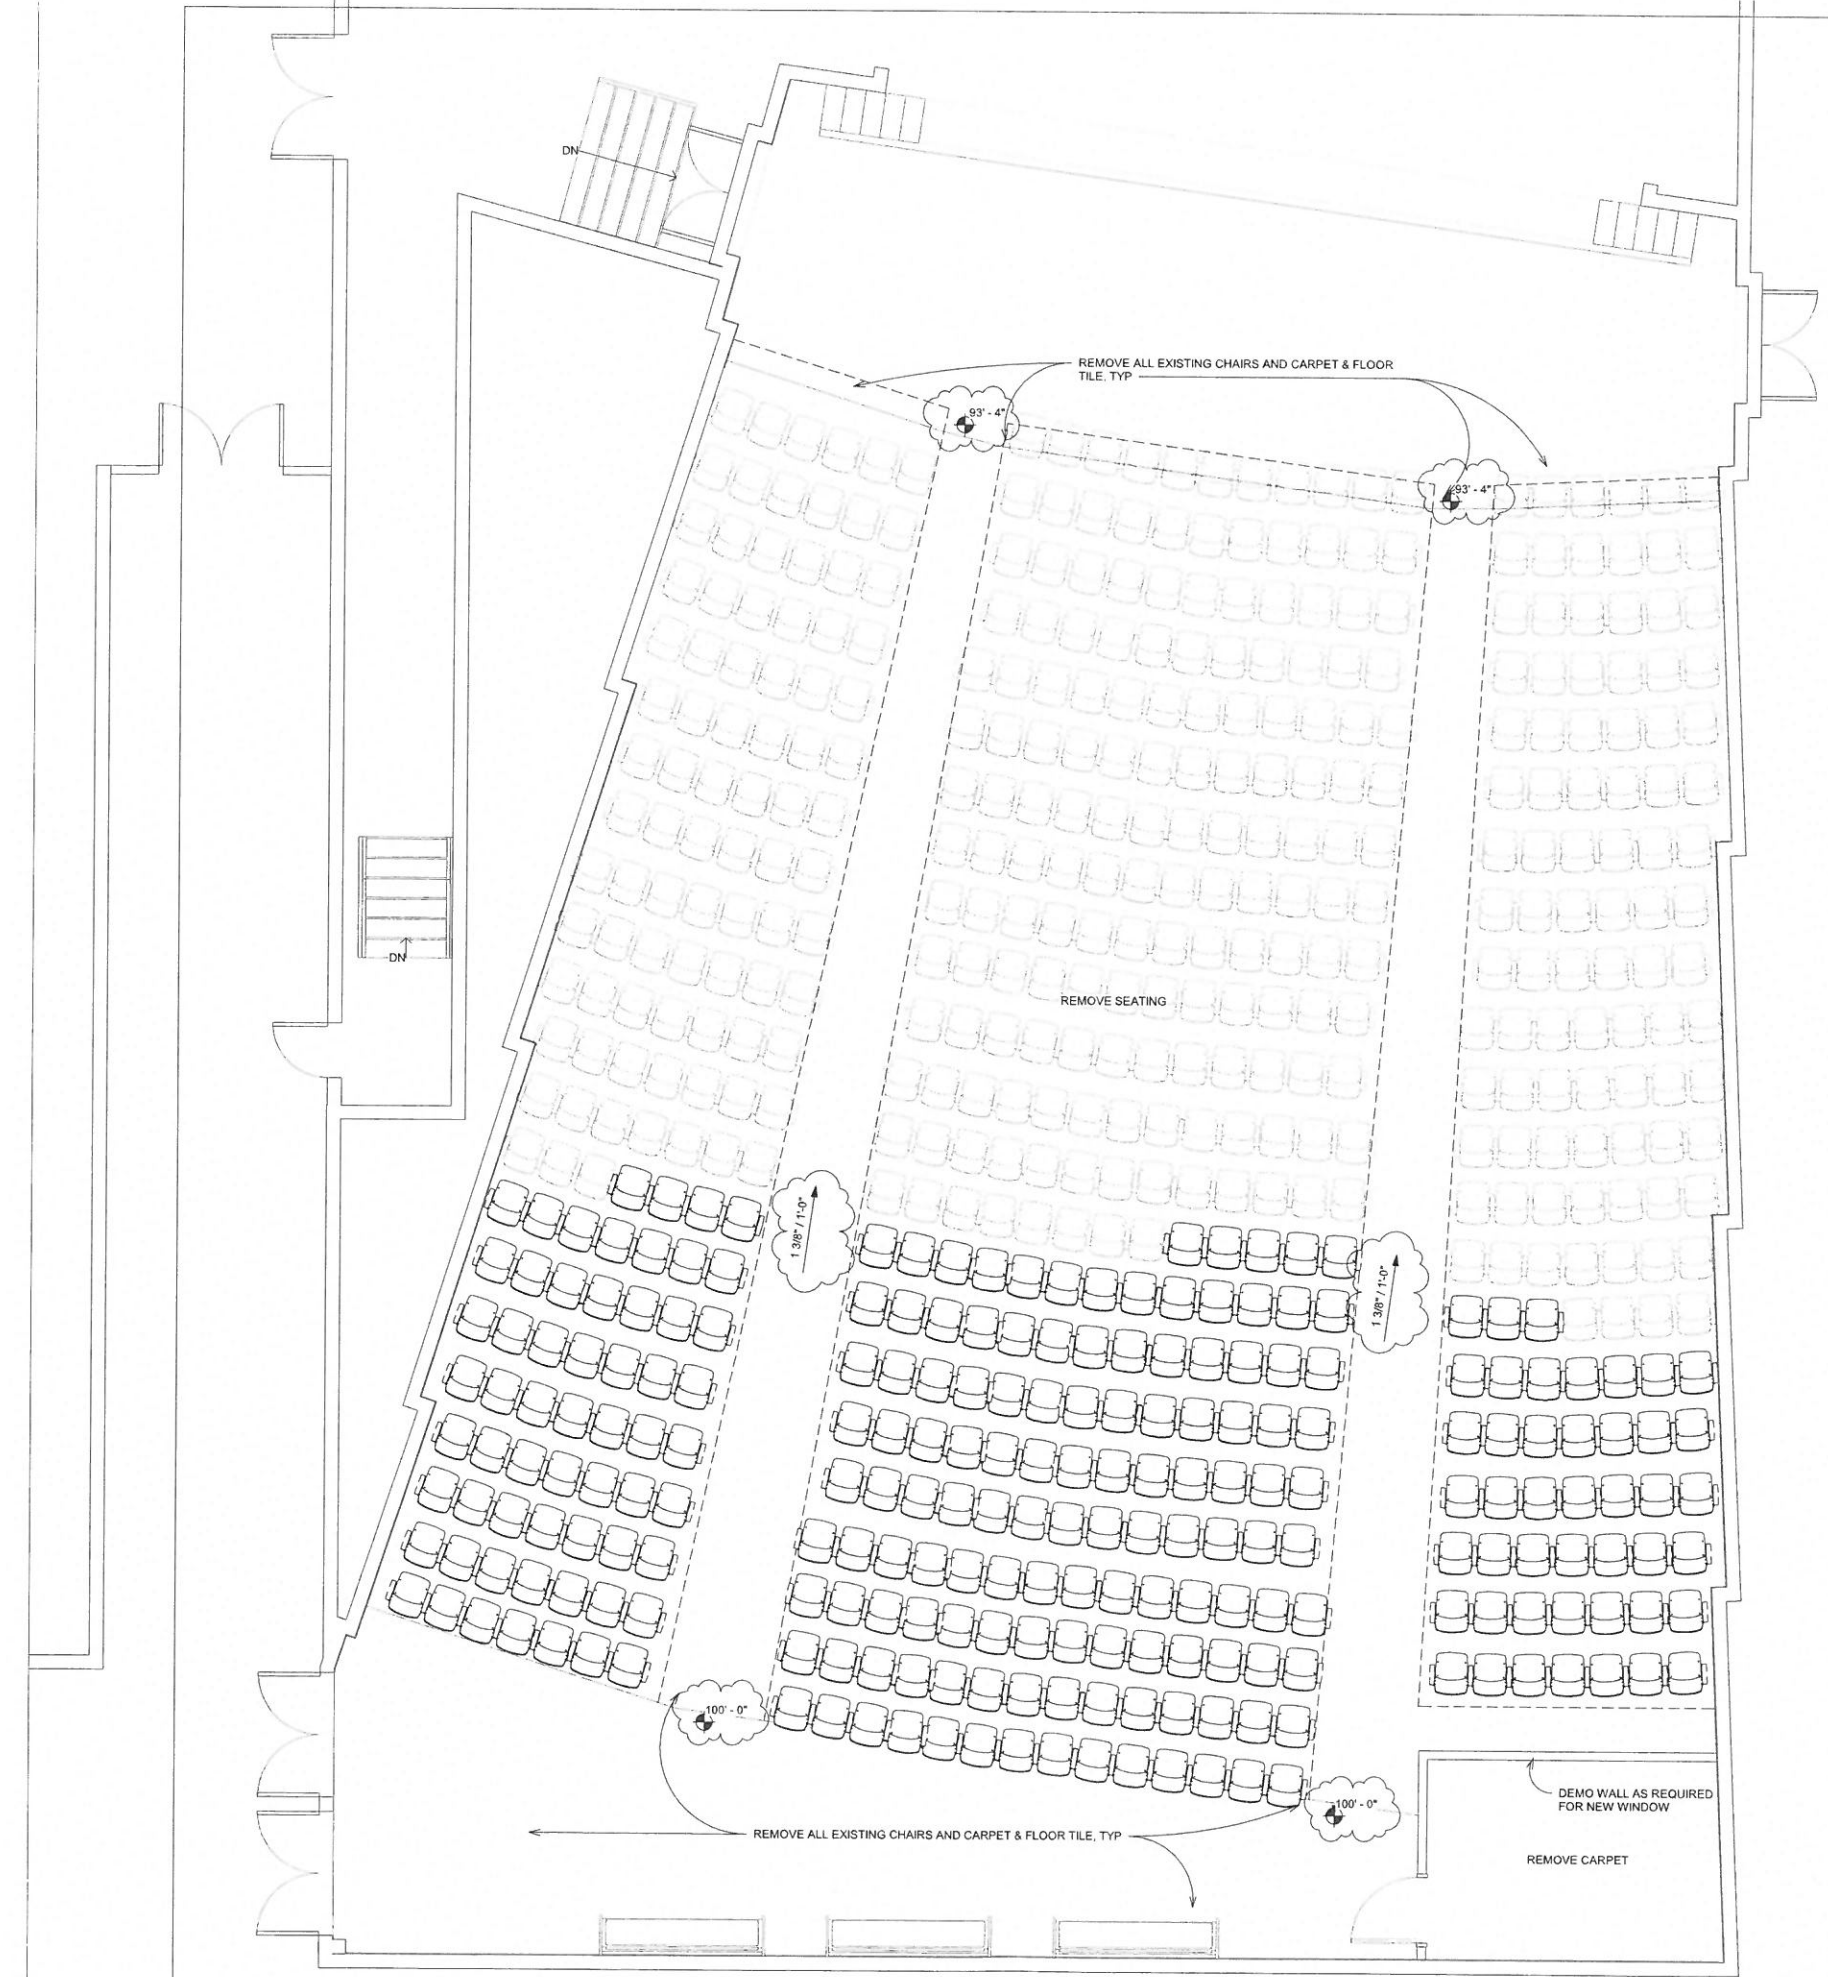 DN
REMOVE ALL EXISTING CHAIRS AND CARPET & FLOOR
TILE, TYP
93' - 4"
93' - 4"
DN
REMOVE SEATING
1 3/8" / 1'-0"
1 3/8" / 1'-0"
100' - 0"
DEMO WALL AS REQUIRED
FOR NEW WINDOW
100' - 0"
REMOVE ALL EXISTING CHAIRS AND CARPET & FLOOR TILE, TYP
REMOVE CARPET